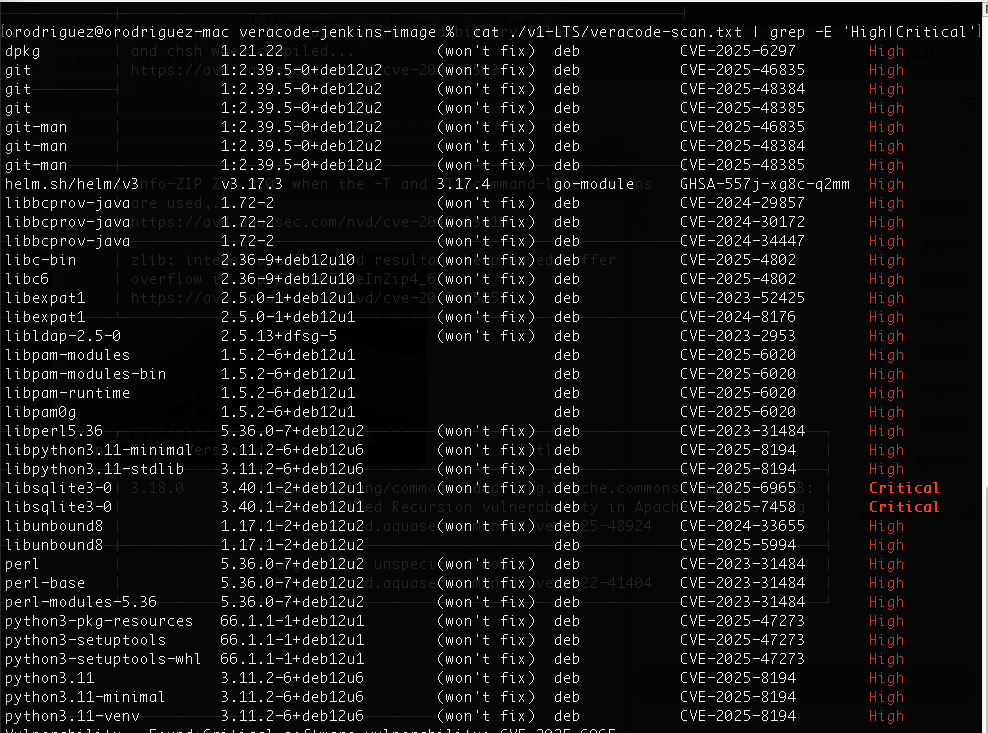 [orodriguez@orodriguez-mac veracode-jenkins-image % cat ./v1-LTS/veracode-scan.txt | grep -E 'High|Critical']
dpkg 1.21.22 (won't fix) deb CVE-2025-6297 High
git 1:2.39.5-0+deb12u2 (won't fix) deb CVE-2025-46835 High
git 1:2.39.5-0+deb12u2 (won't fix) deb CVE-2025-48384 High
git 1:2.39.5-0+deb12u2 (won't fix) deb CVE-2025-48385 High
git-man 1:2.39.5-0+deb12u2 (won't fix) deb CVE-2025-46835 High
git-man 1:2.39.5-0+deb12u2 (won't fix) deb CVE-2025-48384 High
git-man 1:2.39.5-0+deb12u2 (won't fix) deb CVE-2025-48385 High
helm.sh/helm/v3 v3.17.3 3.17.4 go-module GHSA-557j-xg8c-q2mm High
libbcprov-java 1.72-2 (won't fix) deb CVE-2024-29857 High
libbcprov-java 1.72-2 (won't fix) deb CVE-2024-30172 High
libbcprov-java 1.72-2 (won't fix) deb CVE-2024-34447 High
libc-bin 2.36-9+deb12u10 (won't fix) deb CVE-2025-4802 High
libc6 2.36-9+deb12u10 (won't fix) deb CVE-2025-4802 High
libexpat1 2.5.0-1+deb12u1 (won't fix) deb CVE-2023-52425 High
libexpat1 2.5.0-1+deb12u1 (won't fix) deb CVE-2024-8176 High
libldap-2.5-0 2.5.13+dfsg-5 (won't fix) deb CVE-2023-2953 High
libpam-modules 1.5.2-6+deb12u1 deb CVE-2025-6020 High
libpam-modules-bin 1.5.2-6+deb12u1 deb CVE-2025-6020 High
libpam-runtime 1.5.2-6+deb12u1 deb CVE-2025-6020 High
libpam0g 1.5.2-6+deb12u1 deb CVE-2025-6020 High
libperl5.36 5.36.0-7+deb12u2 (won't fix) deb CVE-2023-31484 High
libpython3.11-minimal 3.11.2-6+deb12u6 (won't fix) deb CVE-2025-8194 High
libpython3.11-stdlib 3.11.2-6+deb12u6 (won't fix) deb CVE-2025-8194 High
libsqlite3-0 3.40.1-2+deb12u1 (won't fix) deb CVE-2025-6965 Critical
libsqlite3-0 3.40.1-2+deb12u1 (won't fix) deb CVE-2025-7458 Critical
libunbound8 1.17.1-2+deb12u2 (won't fix) deb CVE-2024-33655 High
libunbound8 1.17.1-2+deb12u2 deb CVE-2025-5994 High
perl 5.36.0-7+deb12u2 (won't fix) deb CVE-2023-31484 High
perl-base 5.36.0-7+deb12u2 (won't fix) deb CVE-2023-31484 High
perl-modules-5.36 5.36.0-7+deb12u2 (won't fix) deb CVE-2023-31484 High
python3-pkg-resources 66.1.1-1+deb12u1 (won't fix) deb CVE-2025-47273 High
python3-setuptools 66.1.1-1+deb12u1 (won't fix) deb CVE-2025-47273 High
python3-setuptools-whl 66.1.1-1+deb12u1 (won't fix) deb CVE-2025-47273 High
python3.11 3.11.2-6+deb12u6 (won't fix) deb CVE-2025-8194 High
python3.11-minimal 3.11.2-6+deb12u6 (won't fix) deb CVE-2025-8194 High
python3.11-venv 3.11.2-6+deb12u6 (won't fix) deb CVE-2025-8194 High